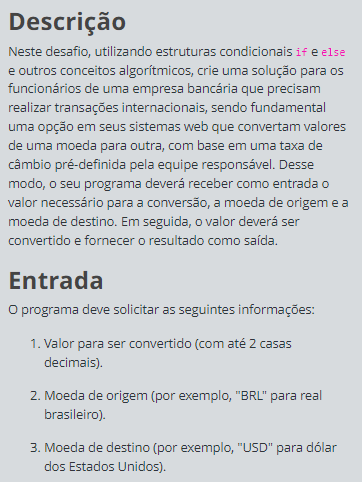 Descrição
Neste desafio, utilizando estruturas condicionais if e else
e outros conceitos algorítmicos, crie uma solução para os
funcionários de uma empresa bancária que precisam
realizar transações internacionais, sendo fundamental
uma opção em seus sistemas web que convertam valores
de uma moeda para outra, com base em uma taxa de
câmbio pré-definida pela equipe responsável. Desse
modo, o seu programa deverá receber como entrada o
valor necessário para a conversão, a moeda de origem e a
moeda de destino. Em seguida, o valor deverá ser
convertido e fornecer o resultado como saída.
Entrada
O programa deve solicitar as seguintes informações:
1. Valor para ser convertido (com até 2 casas
decimais).
2. Moeda de origem (por exemplo, "BRL" para real
brasileiro).
3. Moeda de destino (por exemplo, "USD" para dólar
dos Estados Unidos).